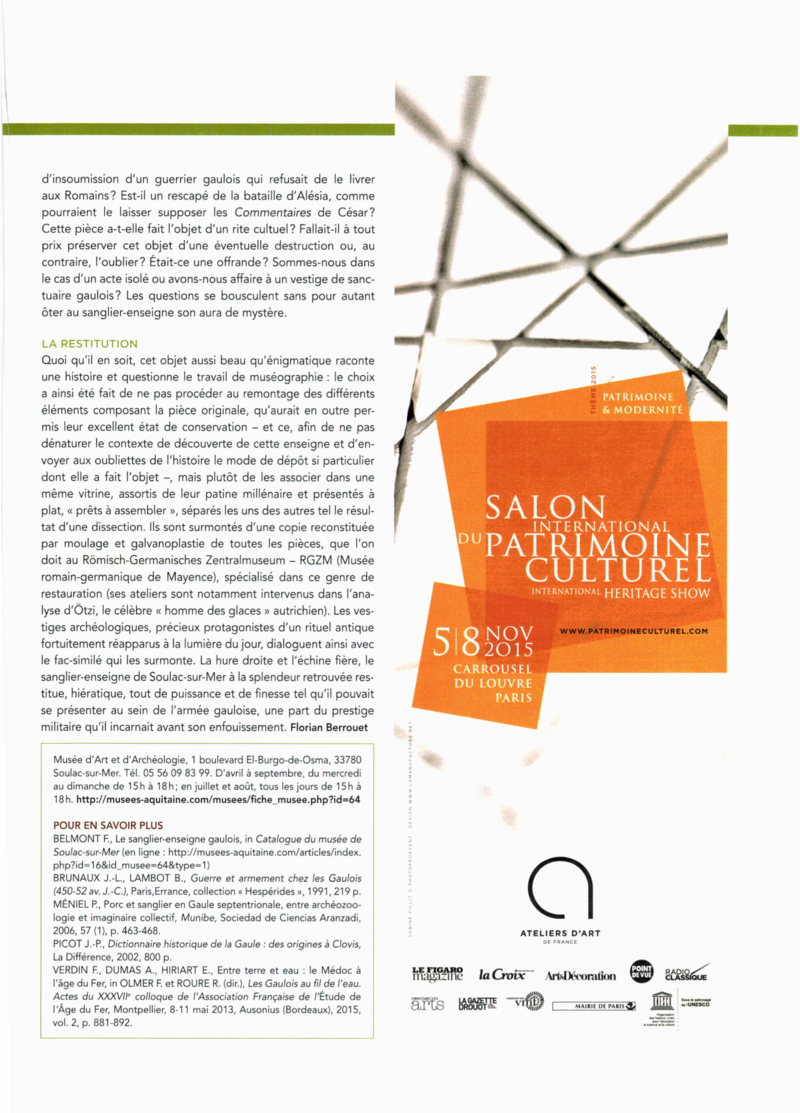 d'insoumission d'un guerrier gaulois qui refusait de le livrer
aux Romains ? Est-il un rescapé de la bataille d'Alésia, comme
pourraient le laisser supposer les Commentaires de César ?
Cette pièce a-t-elle fait l'objet d'un rite cultuel ? Fallait-il à tout
prix préserver cet objet d'une éventuelle destruction ou, au
contraire, l'oublier ? Était-ce une offrande ? Sommes-nous dans
le cas d'un acte isolé ou avons-nous affaire à un vestige de sanc-
tuaire gaulois ? Les questions se bousculent sans pour autant
ôter au sanglier-enseigne son aura de mystère.
LA RESTITUTION
Quoi qu'il en soit, cet objet aussi beau qu'énigmatique raconte
une histoire et questionne le travail de muséographie : le choix
a ainsi été fait de ne pas procéder au remontage des différents
éléments composant la pièce originale, qu'aurait en outre per-
mis leur excellent état de conservation – et ce, afin de ne pas
dénaturer le contexte de découverte de cette enseigne et d'en-
voyer aux oubliettes de l'histoire le mode de dépôt si particulier
dont elle a fait l'objet –, mais plutôt de les associer dans une
même vitrine, assortis de leur patine millénaire et présentés à
plat, « prêts à assembler », séparés les uns des autres tel le résul-
tat d'une dissection. Ils sont surmontés d'une copie reconstituée
par moulage et galvanoplastie de toutes les pièces, que l'on
doit au Römisch-Germanisches Zentralmuseum – RGZM (Musée
romain-germanique de Mayence), spécialisé dans ce genre de
restauration (ses ateliers sont notamment intervenus dans l'ana-
lyse d'Ötzi, le célèbre « homme des glaces » autrichien). Les ves-
tiges archéologiques, précieux protagonistes d'un rituel antique
fortuitement réapparus à la lumière du jour, dialoguent ainsi avec
le fac-similé qui les surmonte. La hure droite et l'échine fière, le
sanglier-enseigne de Soulac-sur-Mer à la splendeur retrouvée res-
titue, hiératique, tout de puissance et de finesse tel qu'il pouvait
se présenter au sein de l'armée gauloise, une part du prestige
militaire qu'il incarnait avant son enfouissement. Florian Berrouet
Musée d'Art et d'Archéologie, 1 boulevard El-Burgo-de-Osma, 33780
Soulac-sur-Mer. Tél. 05 56 09 83 99. D'avril à septembre, du mercredi
au dimanche de 15 h à 18 h ; en juillet et août, tous les jours de 15 h à
18 h. http://musees-aquitaine.com/musees/fiche_musee.php?id=64
POUR EN SAVOIR PLUS
BELMONT F., Le sanglier-enseigne gaulois, in Catalogue du musée de
Soulac-sur-Mer (en ligne : http://musees-aquitaine.com/articles/index.
php?id=16&id_musee=64&type=1)
BRUNAUX J.-L., LAMBOT B., Guerre et armement chez les Gaulois
(450-52 av. J.-C.), Paris,Errance, collection « Hespérides », 1991, 219 p.
MÉNIEL P., Porc et sanglier en Gaule septentrionale, entre archéozoo-
logie et imaginaire collectif, Munibe, Sociedad de Ciencias Aranzadi,
2006, 57 (1), p. 463-468.
PICOT J.-P., Dictionnaire historique de la Gaule : des origines à Clovis,
La Différence, 2002, 800 p.
VERDIN F., DUMAS A., HIRIART E., Entre terre et eau : le Médoc à
l'âge du Fer, in OLMER F. et ROURE R. (dir.), Les Gaulois au fil de l'eau.
Actes du XXXVIIe colloque de l'Association Française de l'Étude de
l'Âge du Fer, Montpellier, 8-11 mai 2013, Ausonius (Bordeaux), 2015,
vol. 2, p. 881-892.
THÈME 2015
PATRIMOINE
& MODERNITÉ
SALON
INTERNATIONAL
DU PATRIMOINE
CULTUREL
INTERNATIONAL HERITAGE SHOW
WWW.PATRIMOINECULTUREL.COM
5|8 NOV
2015
CARROUSEL
DU LOUVRE
PARIS
DESIGN WWW.LAMANUFACTURE.NET
ATELIERS D'ART
DE FRANCE
LE FIGARO
magazine
la Croix
Art&Décoration
POINT
DE VUE
RADIO
CLASSIQUE
arts
LA GAZETTE
DROUOT
MAIRIE DE PARIS
Sous le patronage
de l'UNESCO